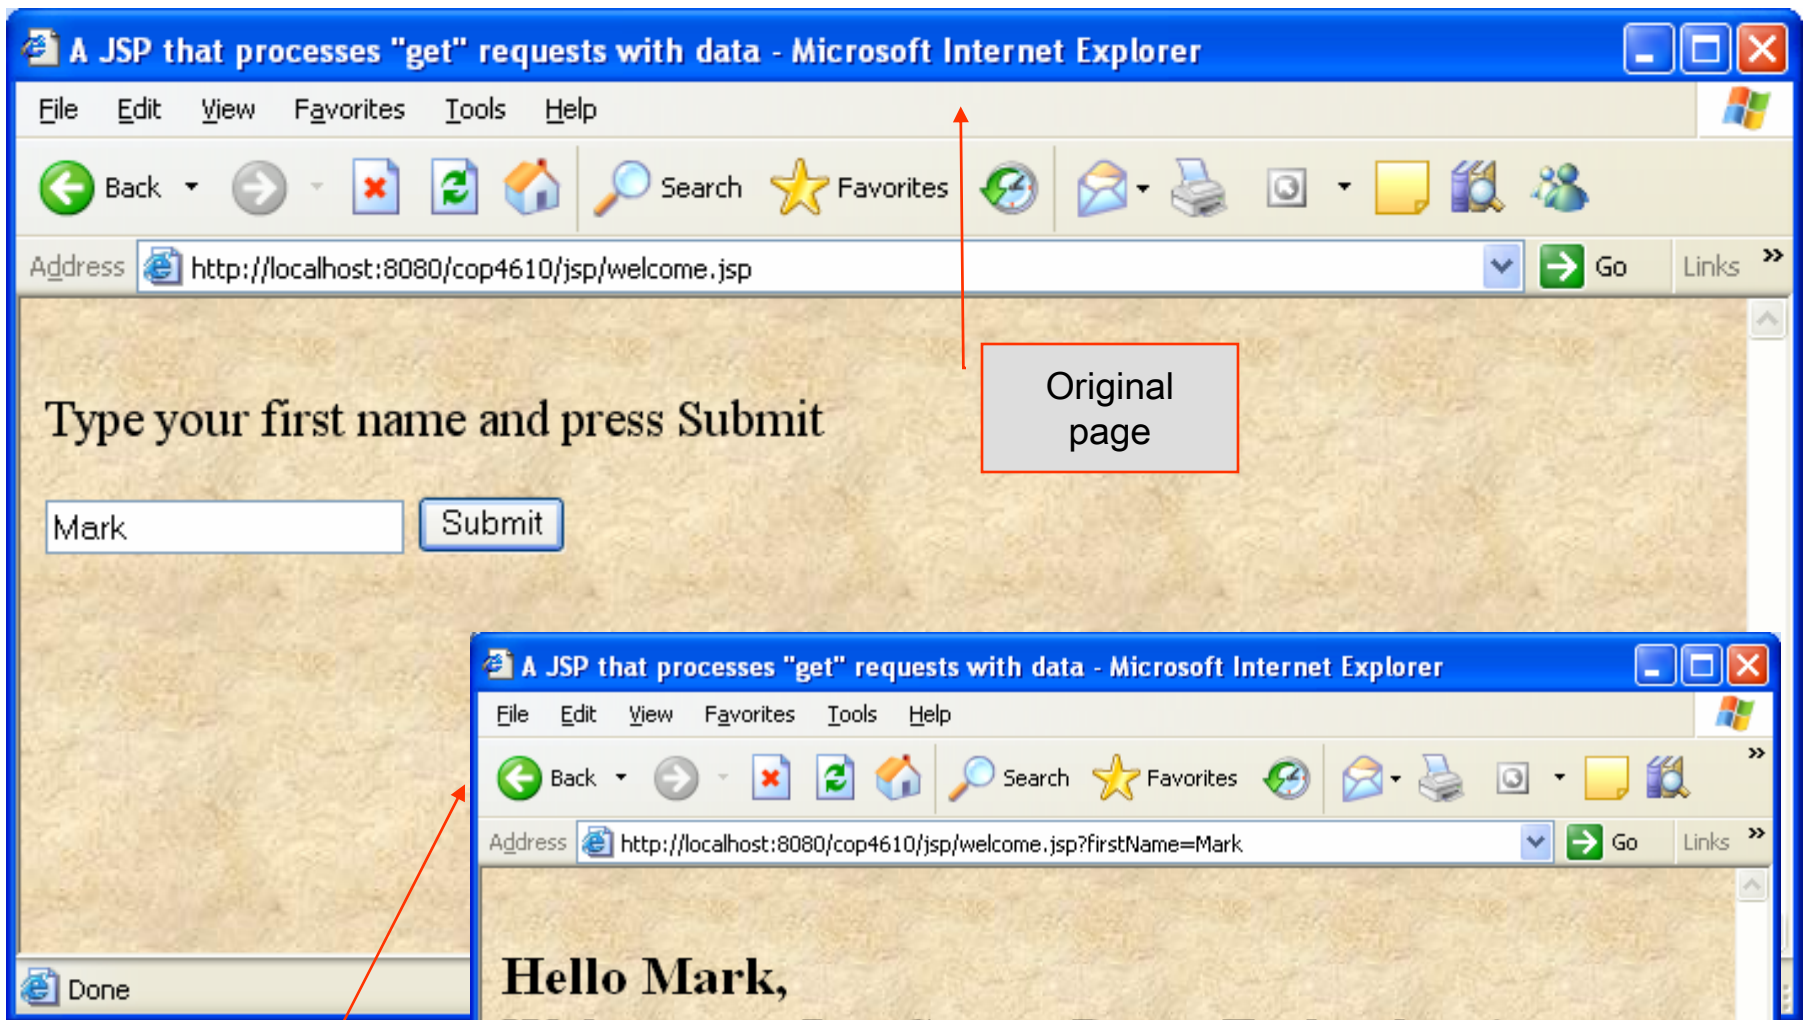 A JSP that processes "get" requests with data - Microsoft Internet Explorer
File Edit View Favorites Tools Help
Back Search Favorites
Address http://localhost:8080/cop4610/jsp/welcome.jsp Go Links »
Original
page
Type your first name and press Submit
Mark Submit
A JSP that processes "get" requests with data - Microsoft Internet Explorer
File Edit View Favorites Tools Help
Back Search Favorites »
Address http://localhost:8080/cop4610/jsp/welcome.jsp?firstName=Mark Go Links »
Hello Mark,
Done